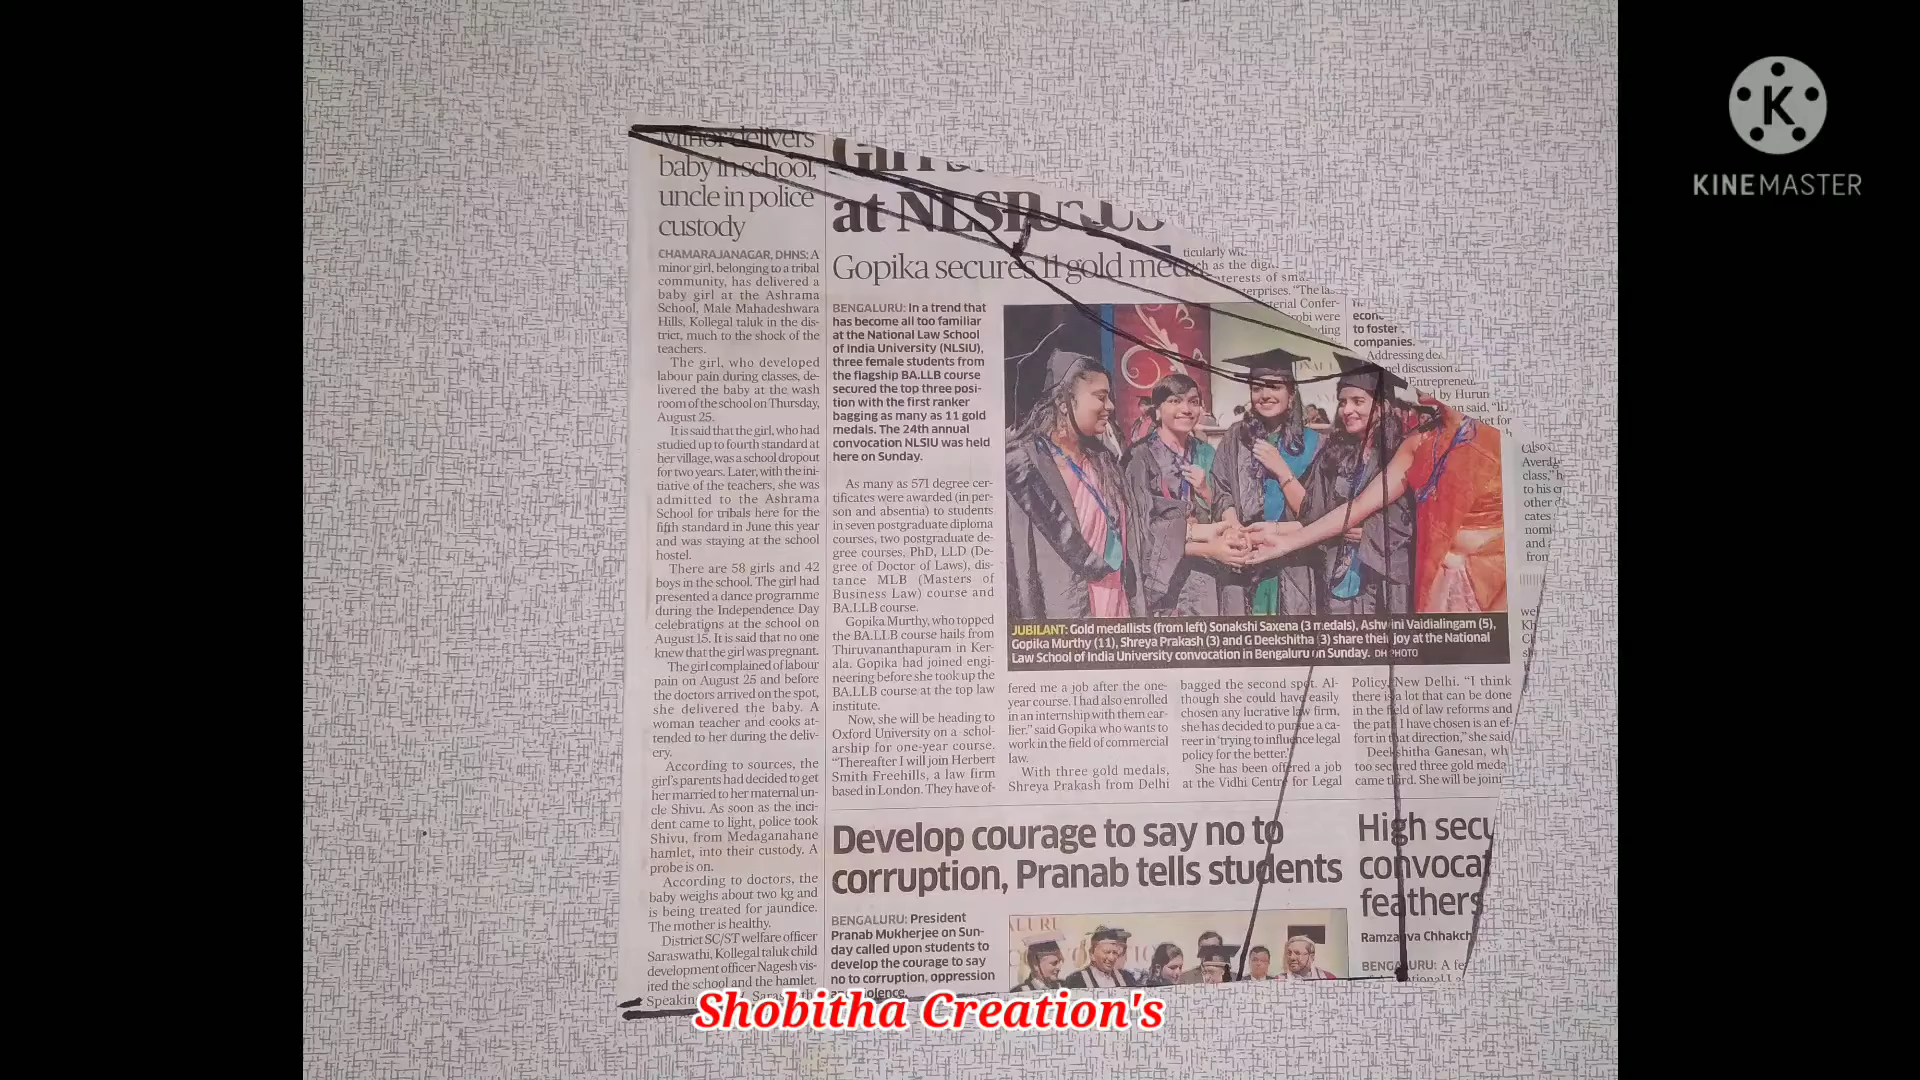 KINEMASTER
Minor delivers
baby in school,
uncle in police
custody
CHAMARAJANAGAR, DHNS: A
minor girl, belonging to a tribal
community, has delivered a
baby girl at the Ashrama
School, Male Mahadeshwara
Hills, Kollegal taluk in the dis-
trict, much to the shock of the
teachers.
The girl, who developed
labour pain during classes, de-
livered the baby at the wash
room of the school on Thursday,
August 25.
It is said that the girl, who had
studied up to fourth standard at
her village, was a school dropout
for two years. Later, with the ini-
tiative of the teachers, she was
admitted to the Ashrama
School for tribals here for the
fifth standard in June this year
and was staying at the school
hostel.
There are 58 girls and 42
boys in the school. The girl had
presented a dance programme
during the Independence Day
celebrations at the school on
August 15. It is said that no one
knew that the girl was pregnant.
The girl complained of labour
pain on August 25 and before
the doctors arrived on the spot,
she delivered the baby. A
woman teacher and cooks at-
tended to her during the deliv-
ery.
According to sources, the
girl's parents had decided to get
her married to her maternal un-
cle Shivu. As soon as the inci-
dent came to light, police took
Shivu, from Medaganahane
hamlet, into their custody. A
probe is on.
According to doctors, the
baby weighs about two kg and
is being treated for jaundice.
The mother is healthy.
District SC/ST welfare officer
Saraswathi, Kollegal taluk child
development officer Nagesh vis-
ited the school and the hamlet.
at NLSIU
Gopika secures 11 gold
BENGALURU: In a trend that
has become all too familiar
at the National Law School
of India University (NLSIU),
three female students from
the flagship BA.LLB course
secured the top three posi-
tion with the first ranker
bagging as many as 11 gold
medals. The 24th annual
convocation NLSIU was held
here on Sunday.
As many as 571 degree cer-
tificates were awarded (in per-
son and absentia) to students
in seven postgraduate diploma
courses, two postgraduate de-
gree courses, PhD, LLD (De-
gree of Doctor of Laws), dis-
tance MLB (Masters of
Business Law) course and
BA.LLB course.
Gopika Murthy, who topped
the BA.LLB course hails from
Thiruvananthapuram in Ker-
ala. Gopika had joined engi-
neering before she took up the
BA.LLB course at the top law
institute.
Now, she will be heading to
Oxford University on a schol-
arship for one-year course.
"Thereafter I will join Herbert
Smith Freehills, a law firm
based in London. They have of-
JUBILANT: Gold medallists (from left) Sonakshi Saxena (3 medals), Ashwini Vaidialingam (5),
Gopika Murthy (11), Shreya Prakash (3) and G Deekshitha (3) share their joy at the National
Law School of India University convocation in Bengaluru on Sunday. DH PHOTO
fered me a job after the one-
year course. I had also enrolled
in an internship with them ear-
lier." said Gopika who wants to
work in the field of commercial
law.
With three gold medals,
Shreya Prakash from Delhi
bagged the second spot. Al-
though she could have easily
chosen any lucrative law firm,
she has decided to pursue a ca-
reer in 'trying to influence legal
policy for the better.'
She has been offered a job
at the Vidhi Centre for Legal
Policy, New Delhi. "I think
there is a lot that can be done
in the field of law reforms and
the path I have chosen is an ef-
fort in that direction," she said.
Deekshitha Ganesan, wh
too secured three gold meda
came third. She will be joini
to foster
companies.
Addressing
Develop courage to say no to
corruption, Pranab tells students
BENGALURU: President
Pranab Mukherjee on Sun-
day called upon students to
develop the courage to say
no to corruption, oppression
High secu
convocat
feathers
BENGALURU: A fe
Shobitha Creation's